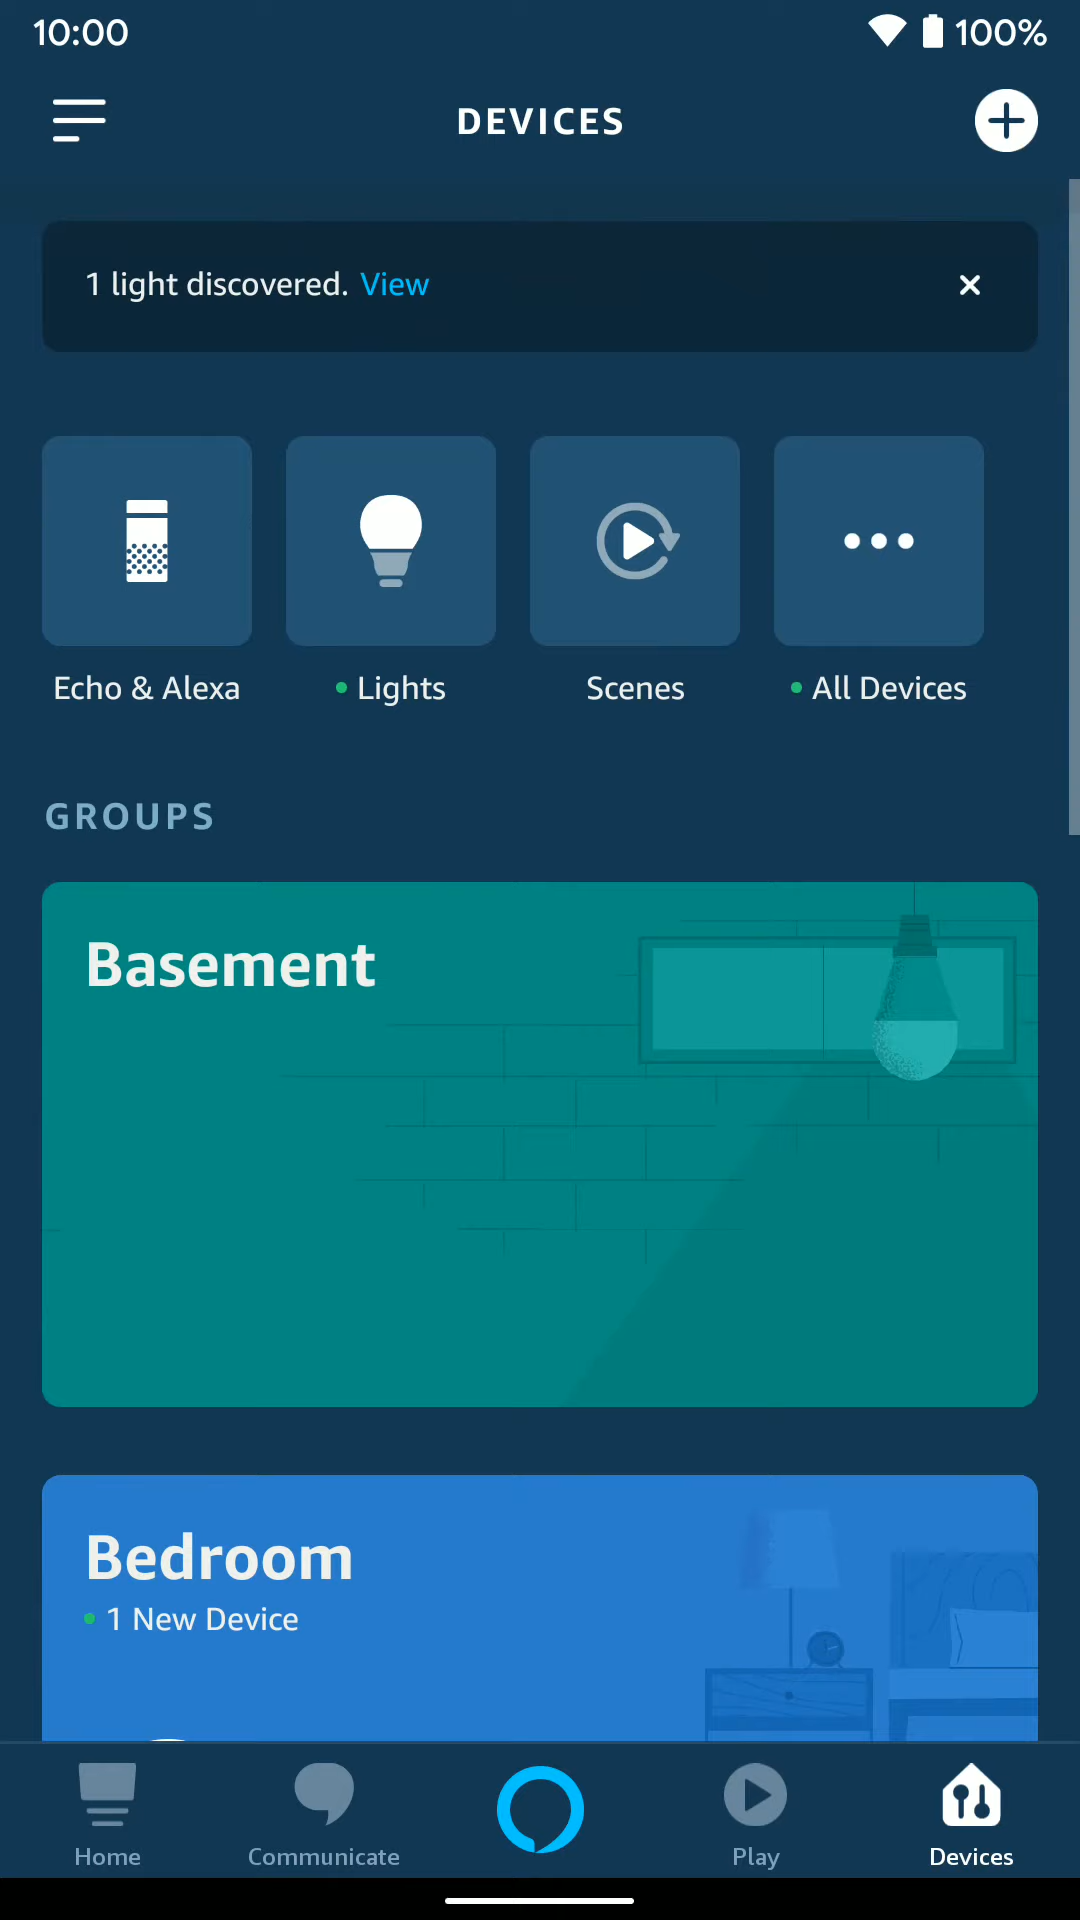 10:00
100%
DEVICES
1 light discovered. View
Echo & Alexa
Lights
Scenes
All Devices
GROUPS
Basement
Bedroom
1 New Device
Home
Communicate
Play
Devices